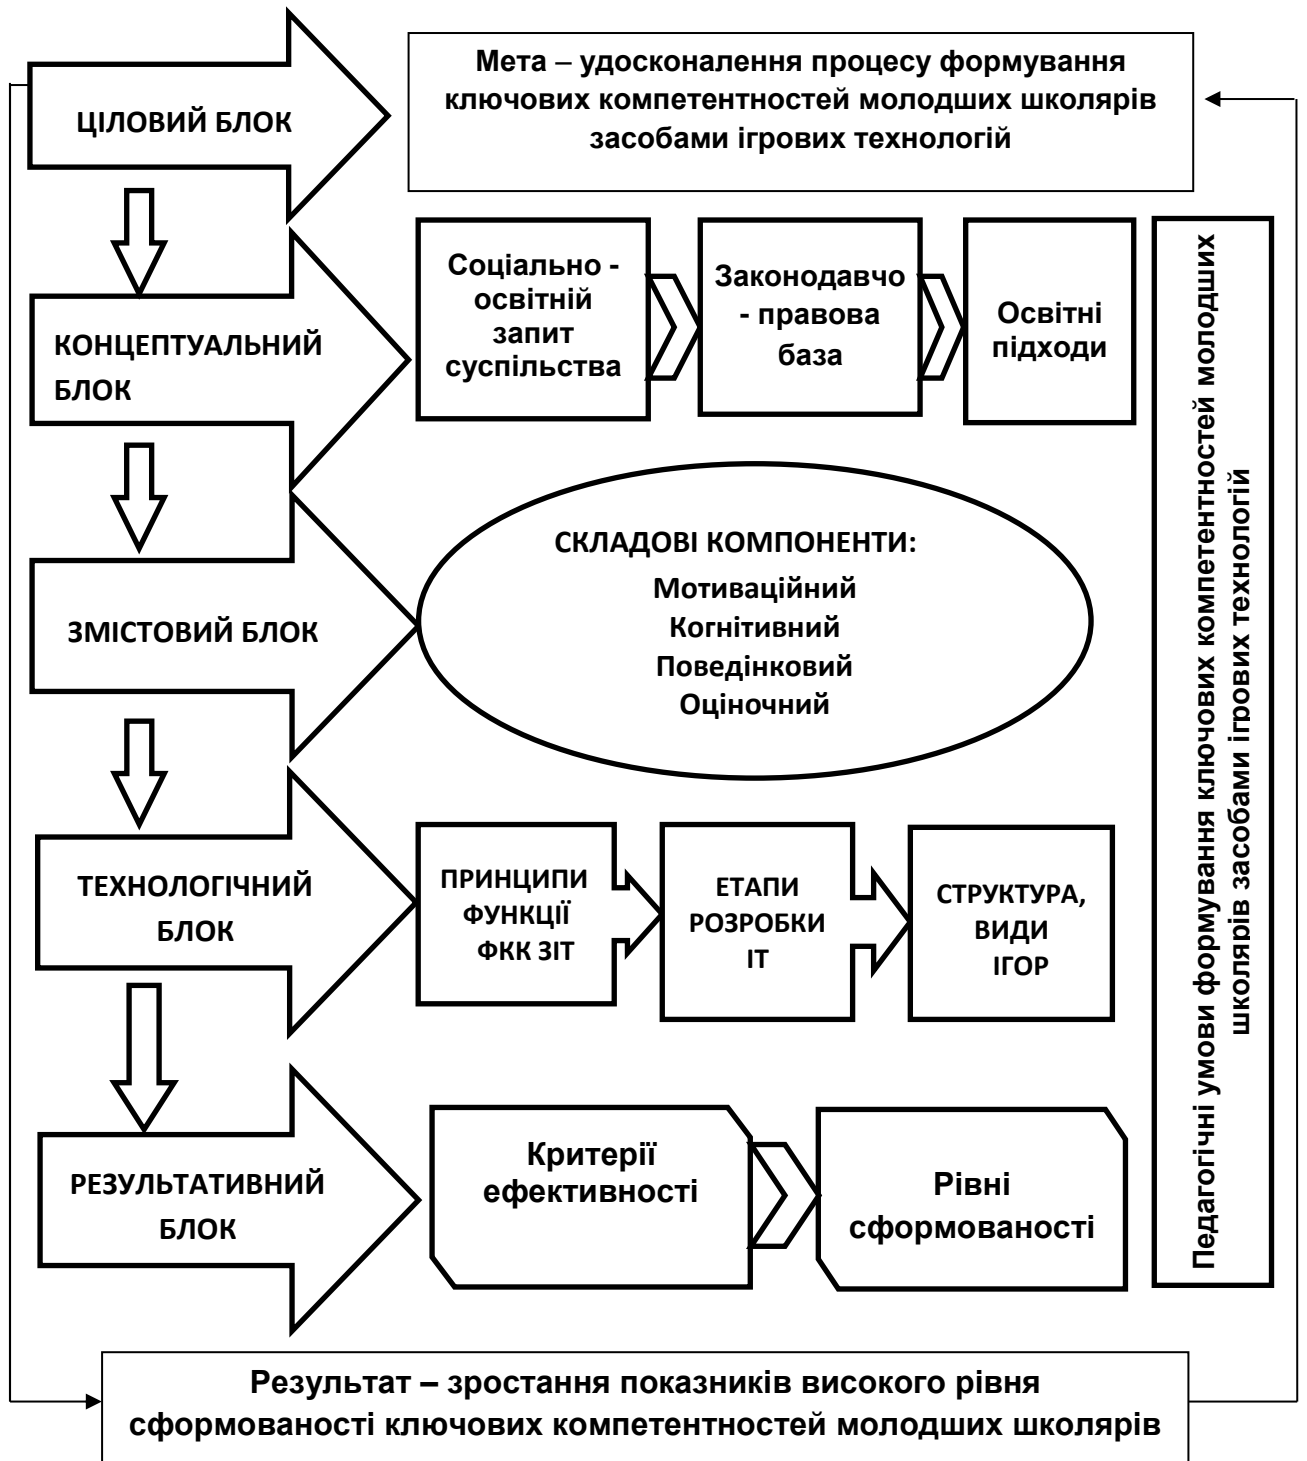 ЦІЛОВИЙ БЛОК
Мета – удосконалення процесу формування
ключових компетентностей молодших школярів
засобами ігрових технологій
КОНЦЕПТУАЛЬНИЙ
БЛОК
Соціально -
освітній
запит
суспільства
Законодавчо
- правова
база
Освітні
підходи
ЗМІСТОВИЙ БЛОК
СКЛАДОВІ КОМПОНЕНТИ:
Мотиваційний
Когнітивний
Поведінковий
Оціночний
ТЕХНОЛОГІЧНИЙ
БЛОК
ПРИНЦИПИ
ФУНКЦІЇ
ФКК ЗІТ
ЕТАПИ
РОЗРОБКИ
ІТ
СТРУКТУРА,
ВИДИ
ІГОР
РЕЗУЛЬТАТИВНИЙ
БЛОК
Критерії
ефективності
Рівні
сформованості
Педагогічні умови формування ключових компетентностей молодших
школярів засобами ігрових технологій
Результат – зростання показників високого рівня
сформованості ключових компетентностей молодших школярів